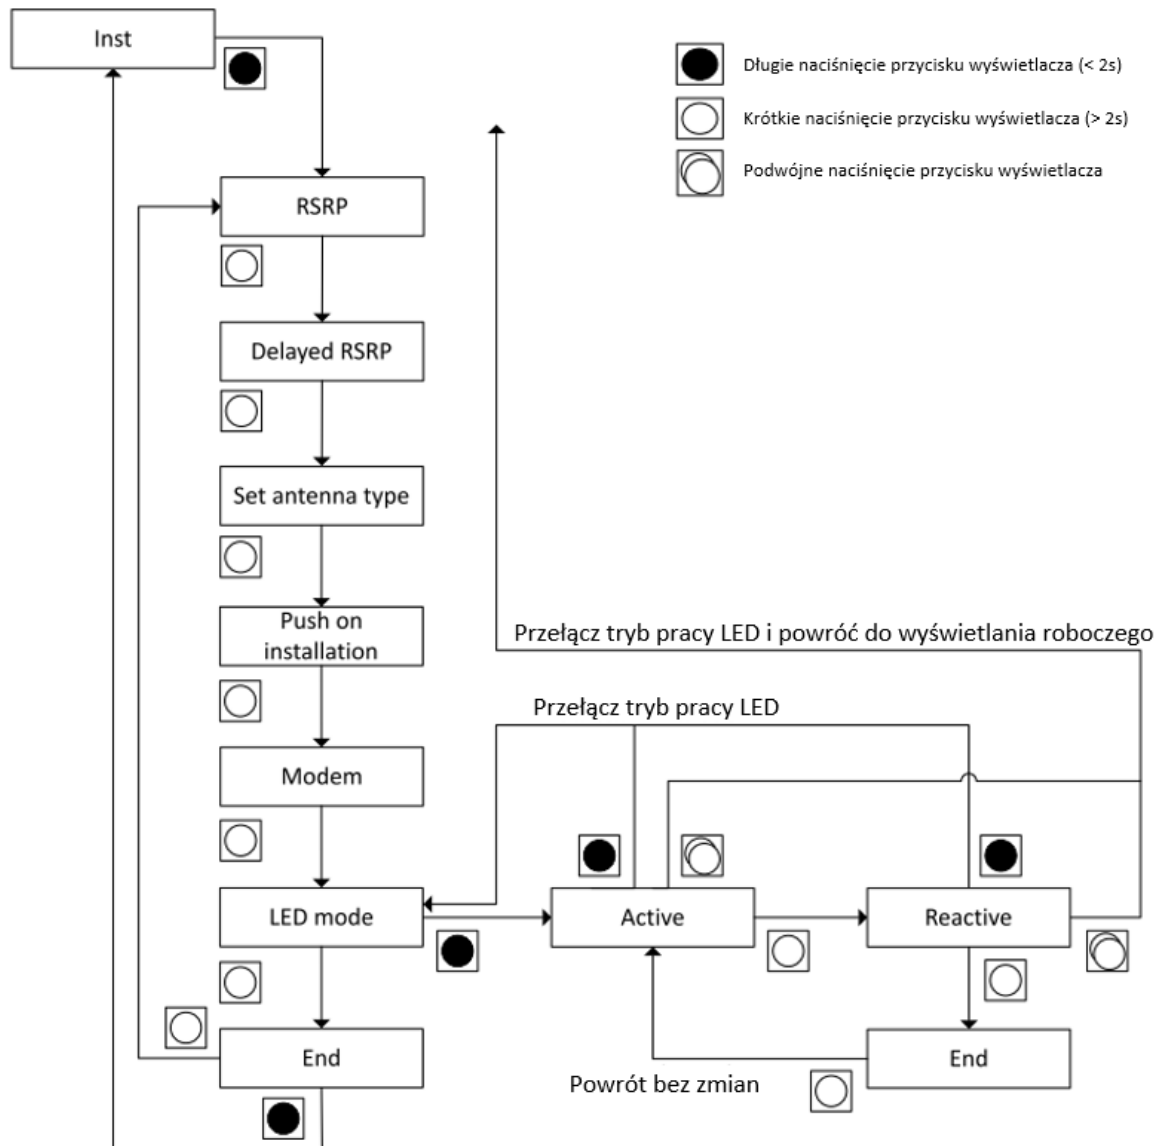 Inst
Długie naciśnięcie przycisku wyświetlacza (< 2s)
Krótkie naciśnięcie przycisku wyświetlacza (> 2s)
Podwójne naciśnięcie przycisku wyświetlacza
RSRP
Delayed RSRP
Set antenna type
Push on
installation
Przełącz tryb pracy LED i powróć do wyświetlania roboczego
Przełącz tryb pracy LED
Modem
LED mode
Active
Reactive
End
End
Powrót bez zmian